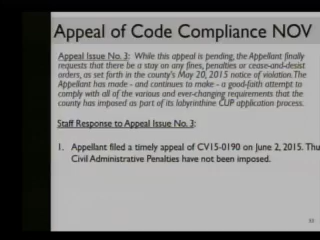 Appeal of Code Compliance NOV
Appeal Issue No. 3: While this appeal is pending, the Appellant finally
requests that there be a stay on any fines, penalties or cease-and-desist
orders, as set forth in the county's May 20, 2015 notice of violation. The
Appellant has made - and continues to make - a good-faith attempt to
comply with all of the various and ever-changing requirements that the
county has imposed as part of its labyrinthine CUP application process.
Staff Response to Appeal Issue No. 3:
1. Appellant filed a timely appeal of CV15-0190 on June 2, 2015. Thu
Civil Administrative Penalties have not been imposed.